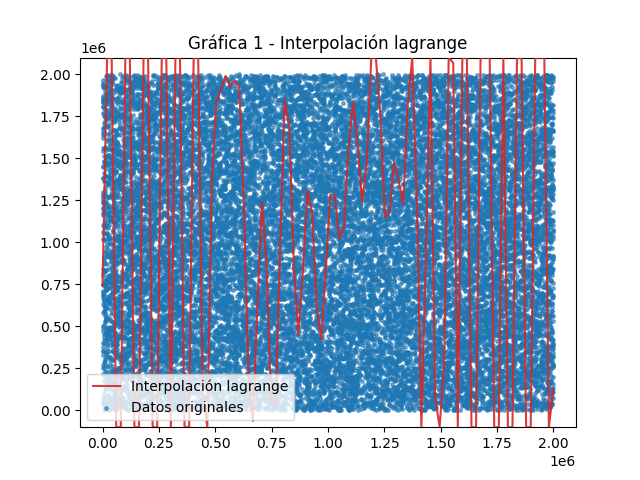 Gráfica 1 - Interpolación lagrange
1e6
2.00
1.75
1.50
1.25
1.00
0.75
0.50
0.25
0.00
Interpolación lagrange
Datos originales
0.00 0.25 0.50 0.75 1.00 1.25 1.50 1.75 2.00
1e6